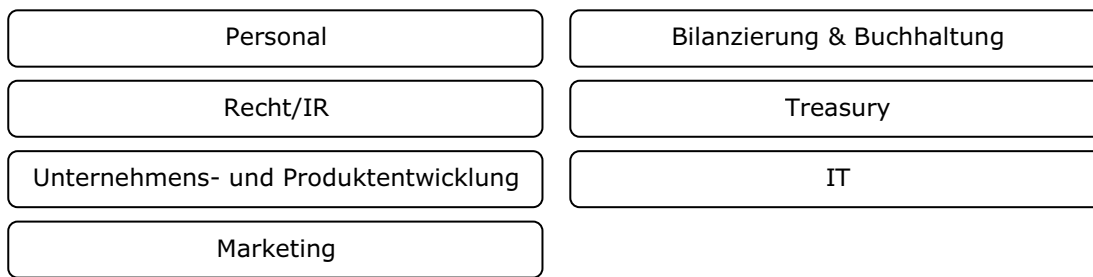 Personal
Bilanzierung & Buchhaltung
Recht/IR
Treasury
Unternehmens- und Produktentwicklung
IT
Marketing